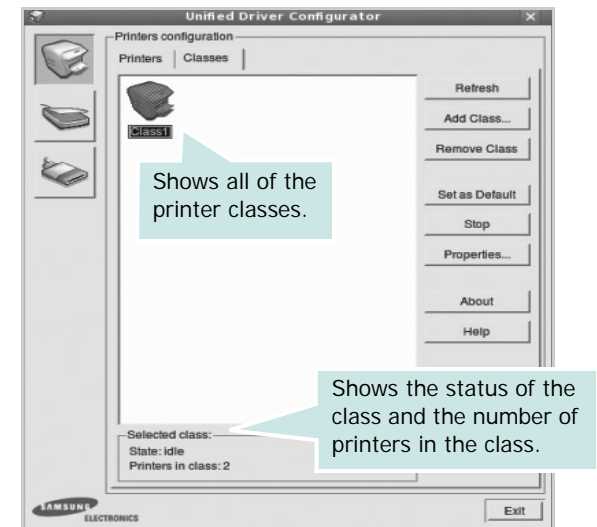 Unified Driver Configurator
Printers configuration
Printers
Classes
Class1
Shows all of the
printer classes.
Refresh
Add Class...
Remove Class
Set as Default
Stop
Properties...
About
Help
Shows the status of the
class and the number of
printers in the class.
Selected class:
State: idle
Printers in class: 2
SAMSUNG
ELECTRONICS
Exit